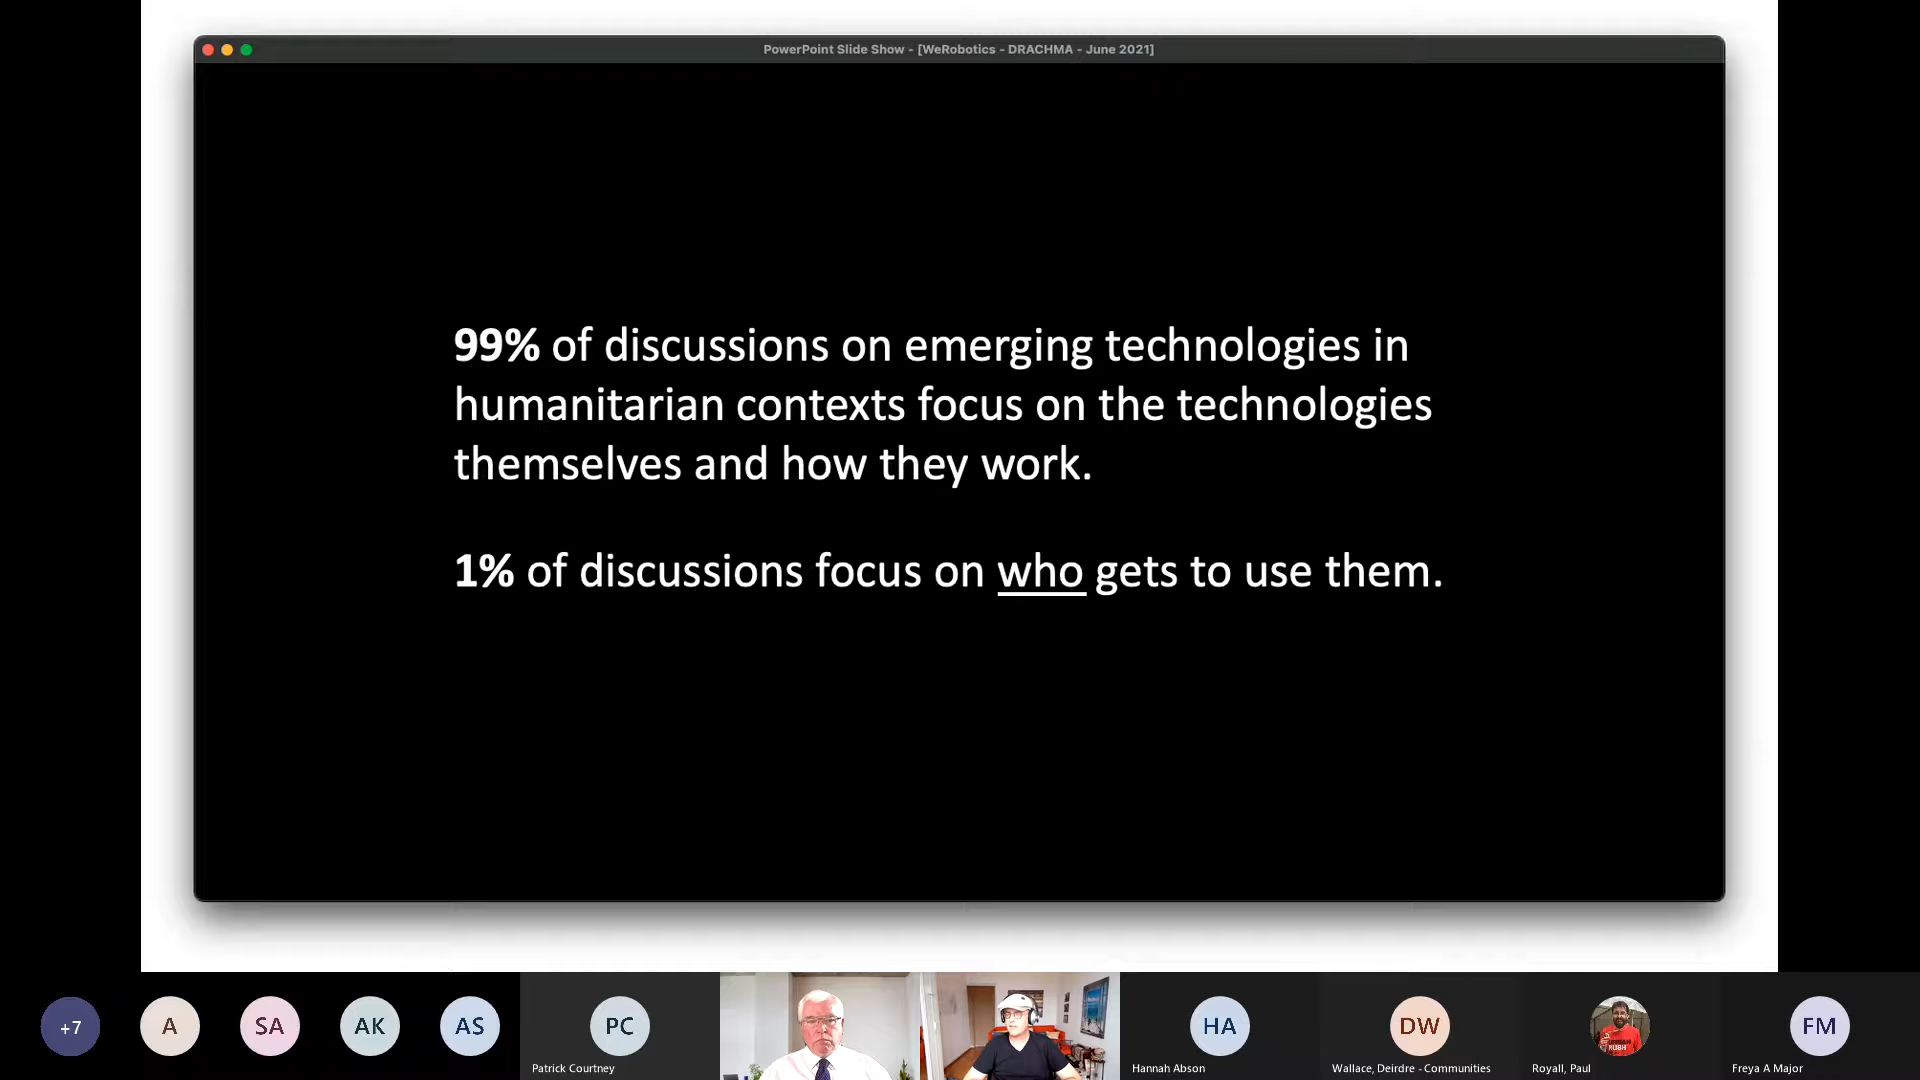 PowerPoint Slide Show - [WeRobotics - DRACHMA - June 2021]
99% of discussions on emerging technologies in
humanitarian contexts focus on the technologies
themselves and how they work.
1% of discussions focus on who gets to use them.
+7
A
SA
AK
AS
PC
HA
DW
FM
Patrick Courtney
Hannah Abson
Wallace, Deirdre - Communities
Royall, Paul
Freya A Major